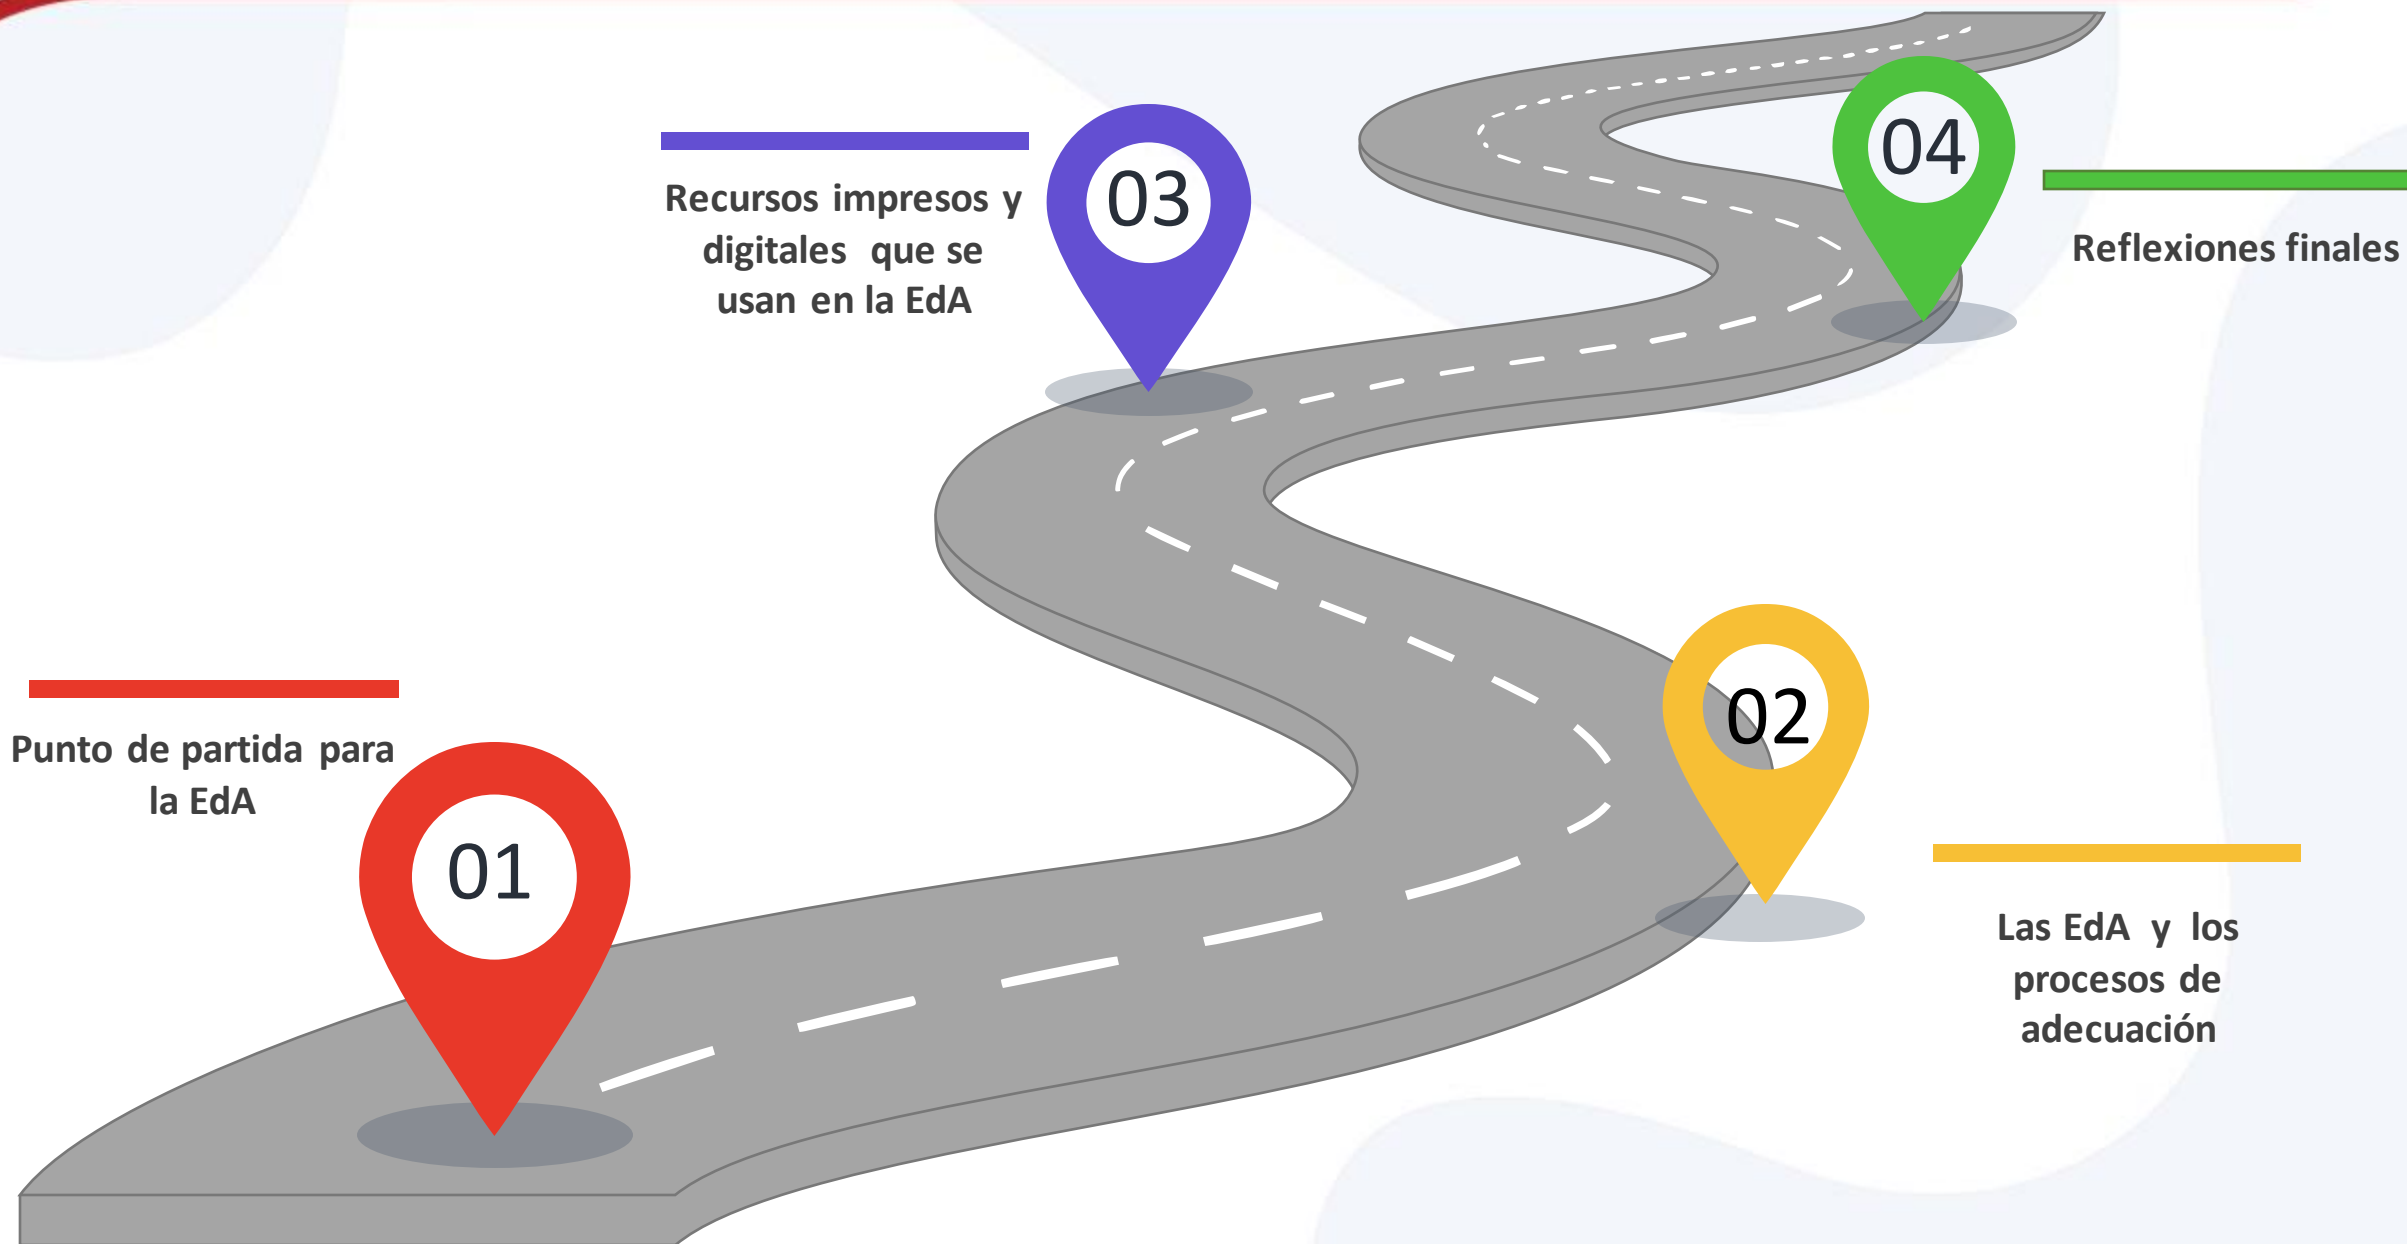 01
Punto de partida para
la EdA
02
Las EdA y los
procesos de
adecuación
03
Recursos impresos y
digitales que se
usan en la EdA
04
Reflexiones finales